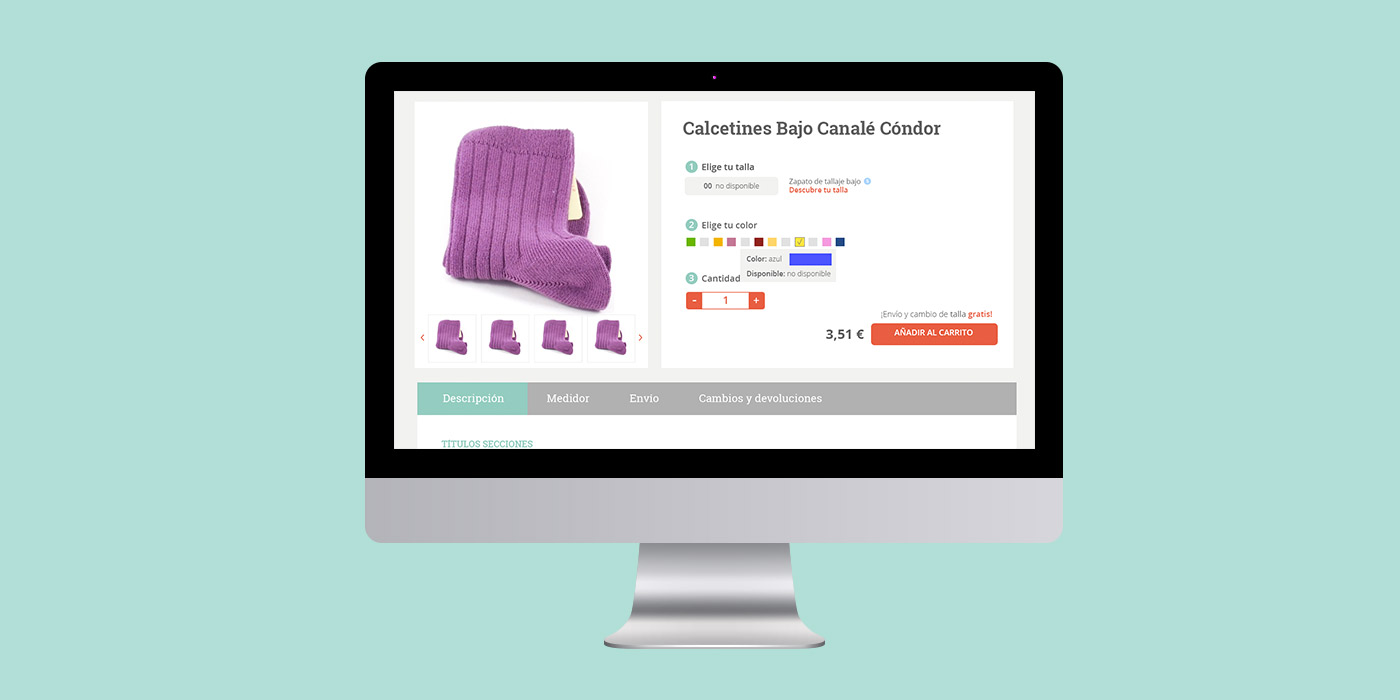 Calcetines Bajo Canalé Cóndor
1 Elige tu talla
00 no disponible
Zapato de tallaje bajo
Descubre tu talla
2 Elige tu color
Color: azul
Disponible: no disponible
3 Cantidad
- 1 +
¡Envío y cambio de talla gratis!
3,51 € AÑADIR AL CARRITO
Descripción Medidor Envío Cambios y devoluciones
TÍTULOS SECCIONES